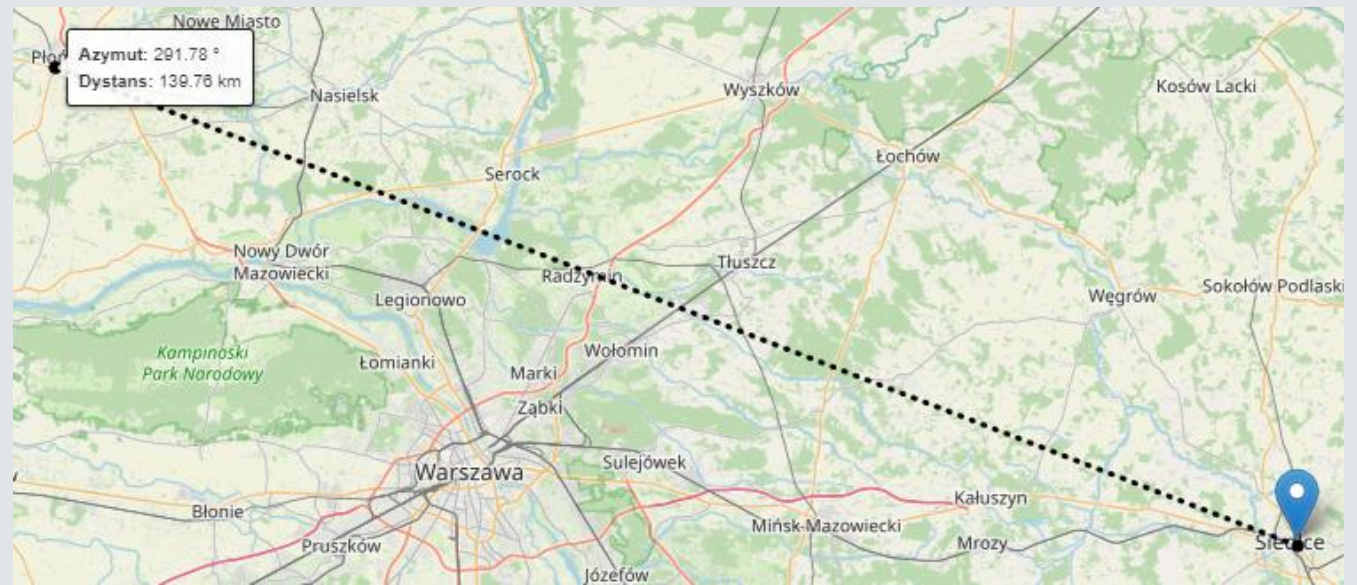 Nowe Miasto
Azymut: 291.78 °
Dystans: 139.76 km
Nasielsk
Wyszków
Kosów Lacki
Łochów
Serock
Nowy Dwór
Mazowiecki
Radzymin
Tłuszcz
Legionowo
Węgrów
Sokołów Podlaski
Kampinoski
Park Narodowy
Łomianki
Wołomin
Marki
Ząbki
Warszawa
Sulejówek
Kałuszyn
Błonie
Mińsk Mazowiecki
Pruszków
Mrozy
Siedlce
Józefów